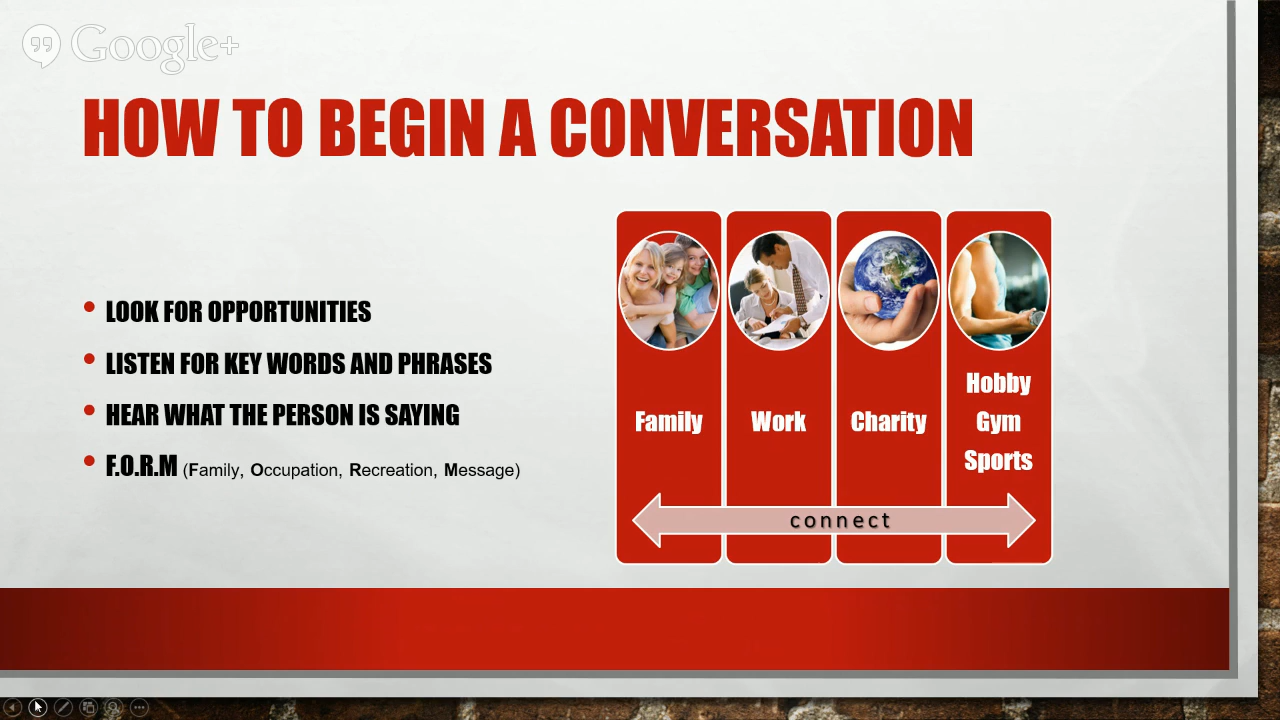 Google+
HOW TO BEGIN A CONVERSATION
• LOOK FOR OPPORTUNITIES
• LISTEN FOR KEY WORDS AND PHRASES
• HEAR WHAT THE PERSON IS SAYING
• F.O.R.M (Family, Occupation, Recreation, Message)
Family
Work
Charity
Hobby
Gym
Sports
connect